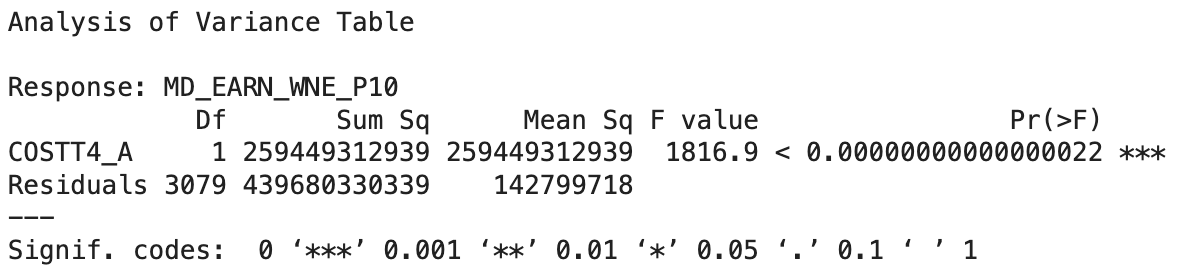 Analysis of Variance Table
Response: MD_EARN_WNE_P10
Df Sum Sq Mean Sq F value Pr(>F)
COSTT4_A 1 259449312939 259449312939 1816.9 < 0.00000000000000022 ***
Residuals 3079 439680330339 142799718
---
Signif. codes: 0 ‘***’ 0.001 ‘**’ 0.01 ‘*’ 0.05 ‘.’ 0.1 ‘ ’ 1